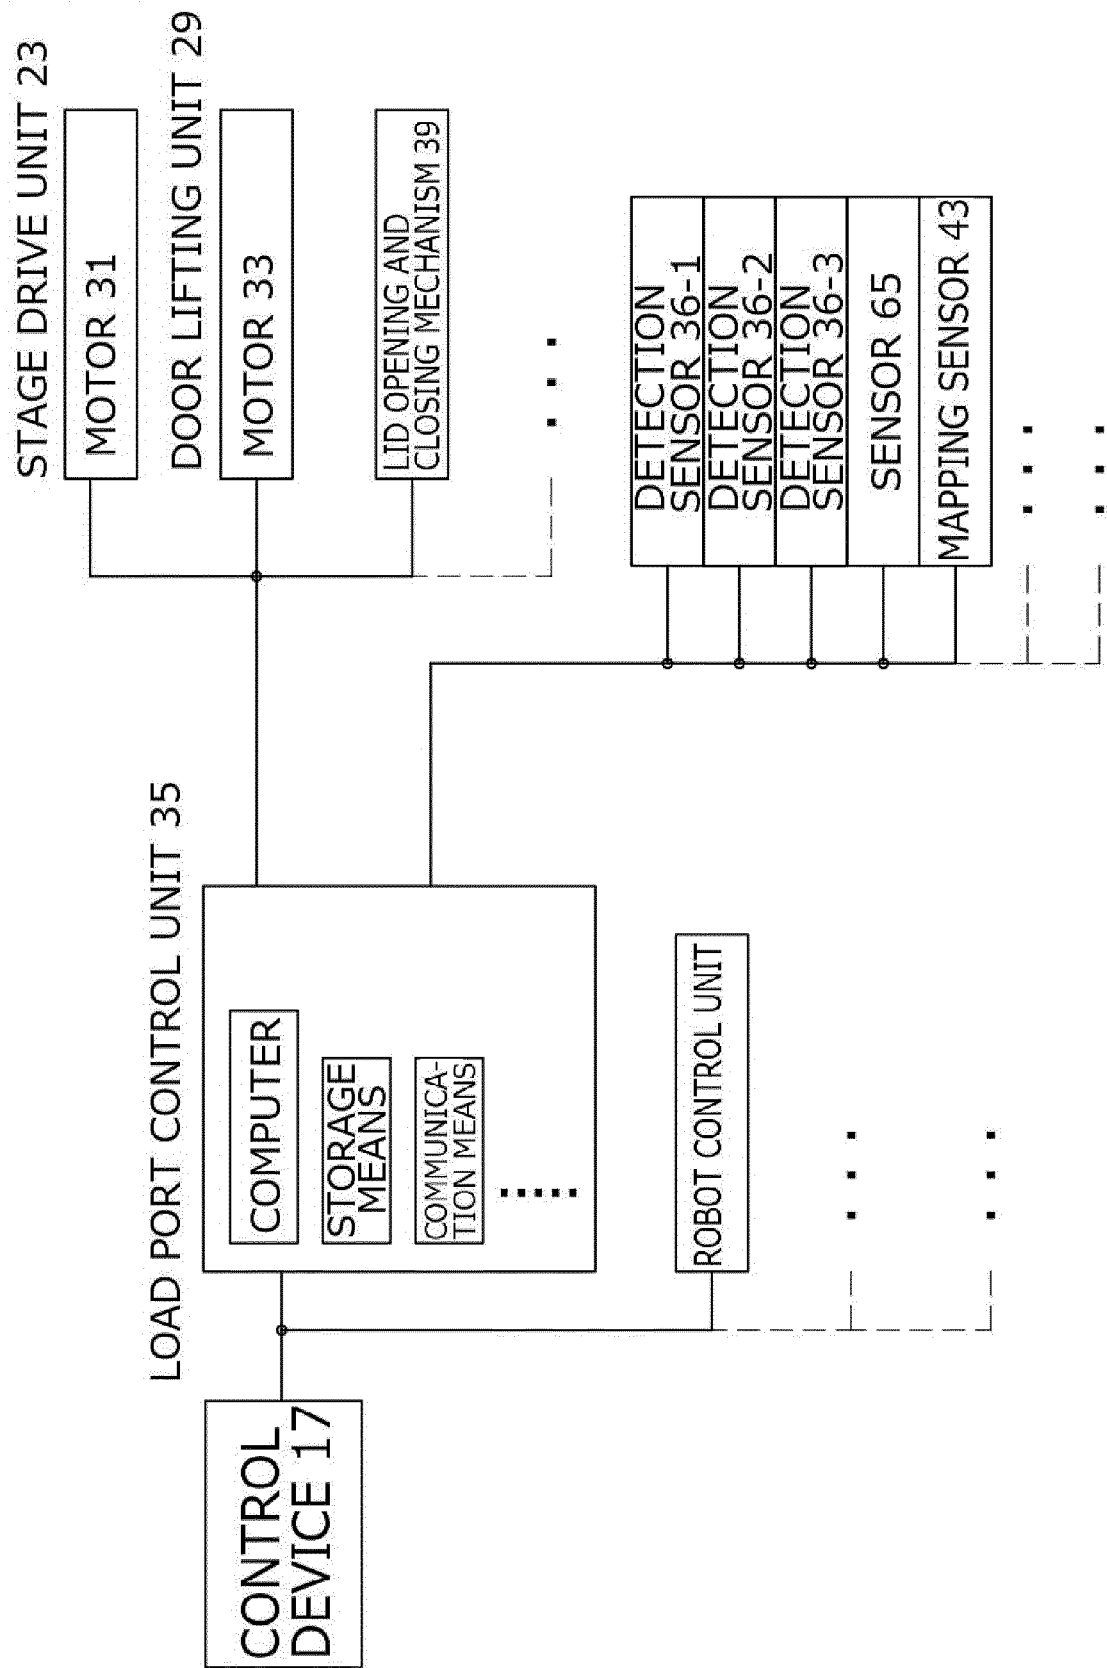 CONTROL
DEVICE 17
LOAD PORT CONTROL UNIT 35
COMPUTER
STORAGE
MEANS
COMMUNICA-
TION MEANS
ROBOT CONTROL UNIT
STAGE DRIVE UNIT 23
MOTOR 31
DOOR LIFTING UNIT 29
MOTOR 33
LID OPENING AND
CLOSING MECHANISM 39
DETECTION
SENSOR 36-1
DETECTION
SENSOR 36-2
DETECTION
SENSOR 36-3
SENSOR 65
MAPPING SENSOR 43